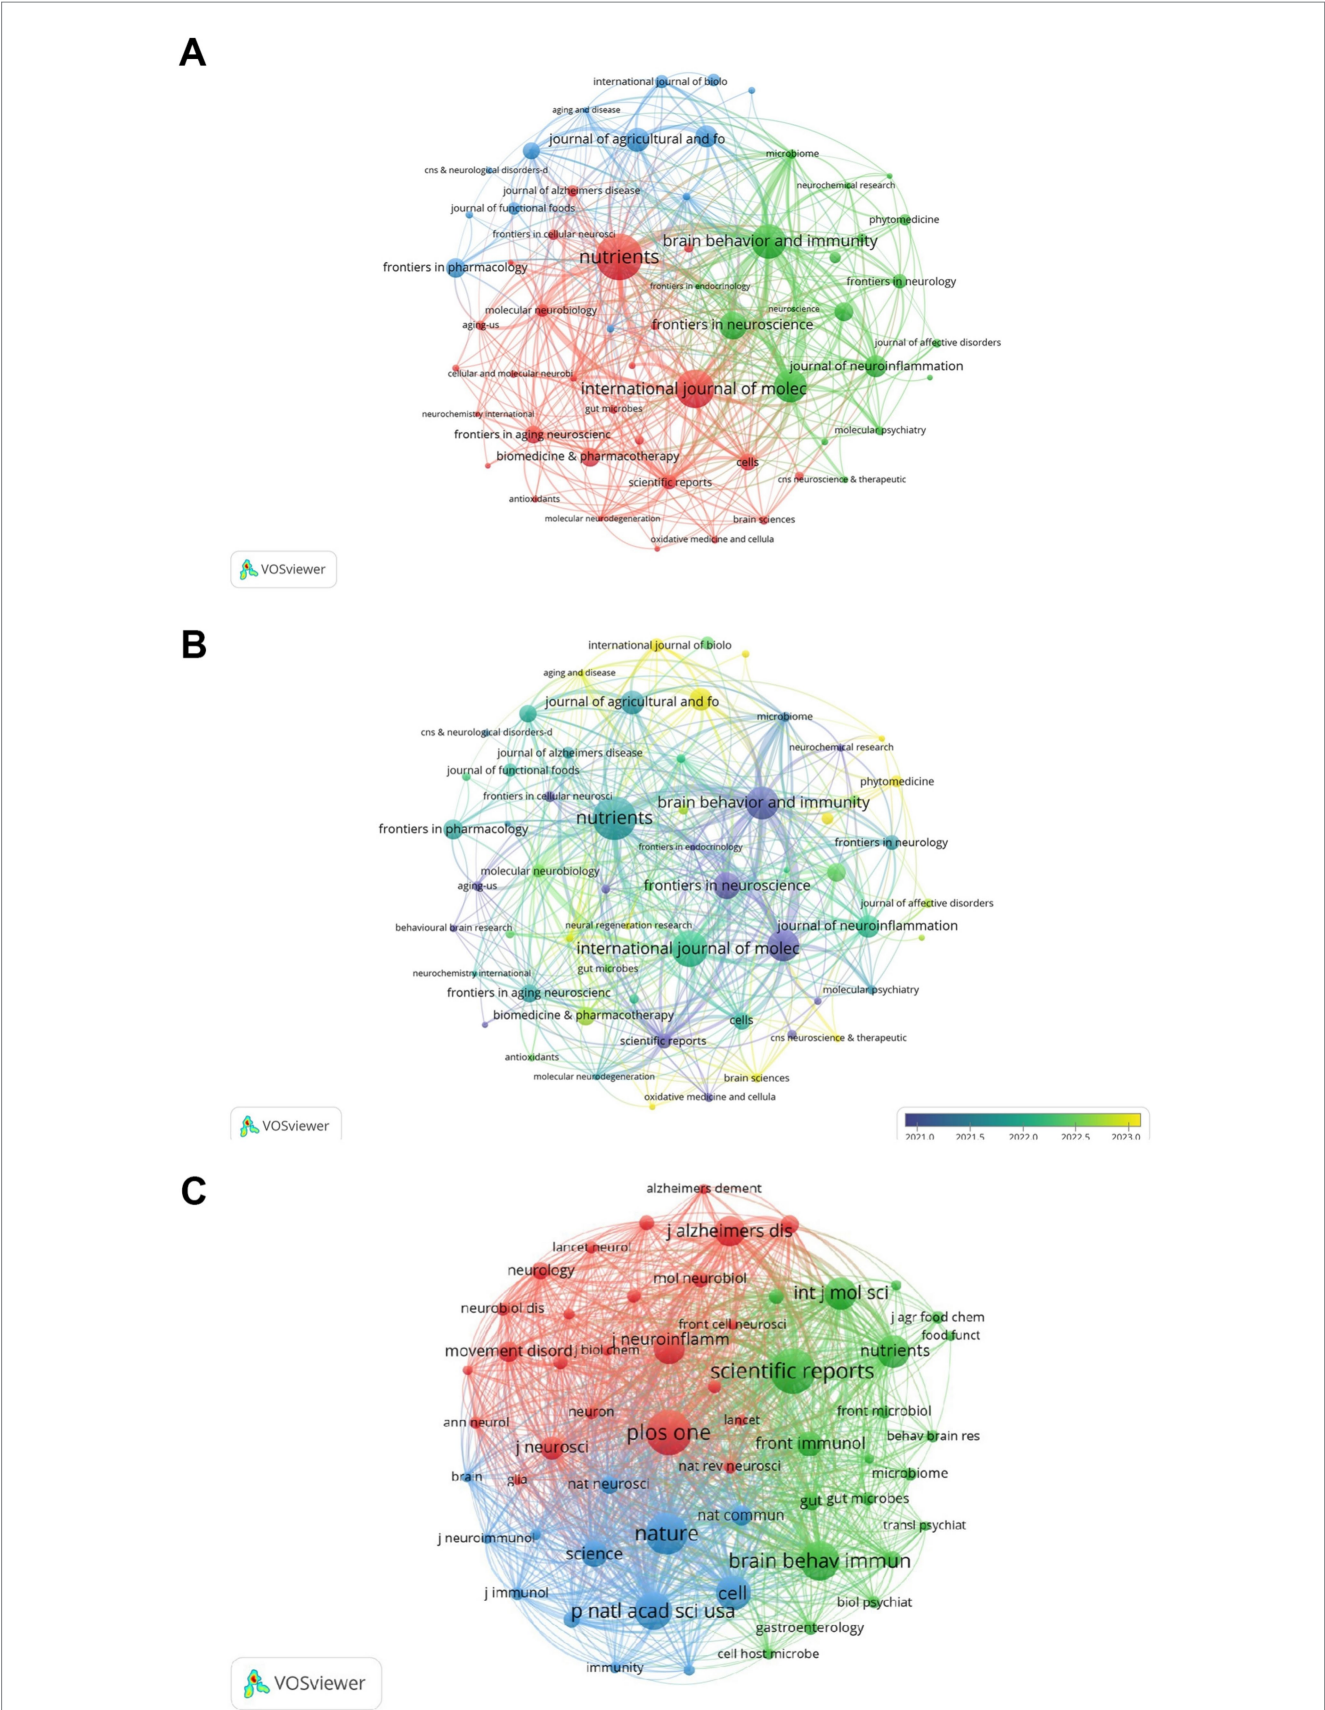 A
international journal of biolo
aging and disease
journal of agricultural and fo
microbiome
cns & neurological disorders-d
neurochemical research
journal of alzheimers disease
journal of functional foods
phytomedicine
frontiers in cellular neurosci
brain behavior and immunity
nutrients
frontiers in pharmacology
frontiers in neurology
frontiers in endocrinology
molecular neurobiology
neuroscience
aging-us
frontiers in neuroscience
journal of affective disorders
journal of neuroinflammation
cellular and molecular neurobi
international journal of molec
gut microbes
neurochemistry international
molecular psychiatry
frontiers in aging neuroscienc
biomedicine & pharmacotherapy
cells
scientific reports
cns neuroscience & therapeutic
antioxidants
molecular neurodegeneration
brain sciences
oxidative medicine and cellula
VOSviewer
B
international journal of biolo
aging and disease
journal of agricultural and fo
microbiome
cns & neurological disorders-d
neurochemical research
journal of alzheimers disease
journal of functional foods
phytomedicine
frontiers in cellular neurosci
brain behavior and immunity
nutrients
frontiers in pharmacology
frontiers in neurology
frontiers in endocrinology
molecular neurobiology
aging-us
frontiers in neuroscience
journal of affective disorders
behavioural brain research
neural regeneration research
journal of neuroinflammation
international journal of molec
gut microbes
neurochemistry international
molecular psychiatry
frontiers in aging neuroscienc
biomedicine & pharmacotherapy
cells
scientific reports
cns neuroscience & therapeutic
antioxidants
molecular neurodegeneration
brain sciences
oxidative medicine and cellula
VOSviewer
2021.0 2021.5 2022.0 2022.5 2023.0
C
alzheimers dement
j alzheimers dis
lancet neurol
neurology
mol neurobiol
int j mol sci
neurobiol dis
j agr food chem
front cell neurosci
food funct
j neuroinflamm
movement disord
j biol chem
nutrients
scientific reports
ann neurol
neuron
lancet
front microbiol
plos one
behav brain res
j neurosci
front immunol
nat rev neurosci
microbiome
brain
glia
nat neurosci
gut
gut microbes
nat commun
transl psychiat
j neuroimmunol
nature
science
brain behav immun
j immunol
cell
biol psychiat
p natl acad sci usa
gastroenterology
cell host microbe
immunity
VOSviewer